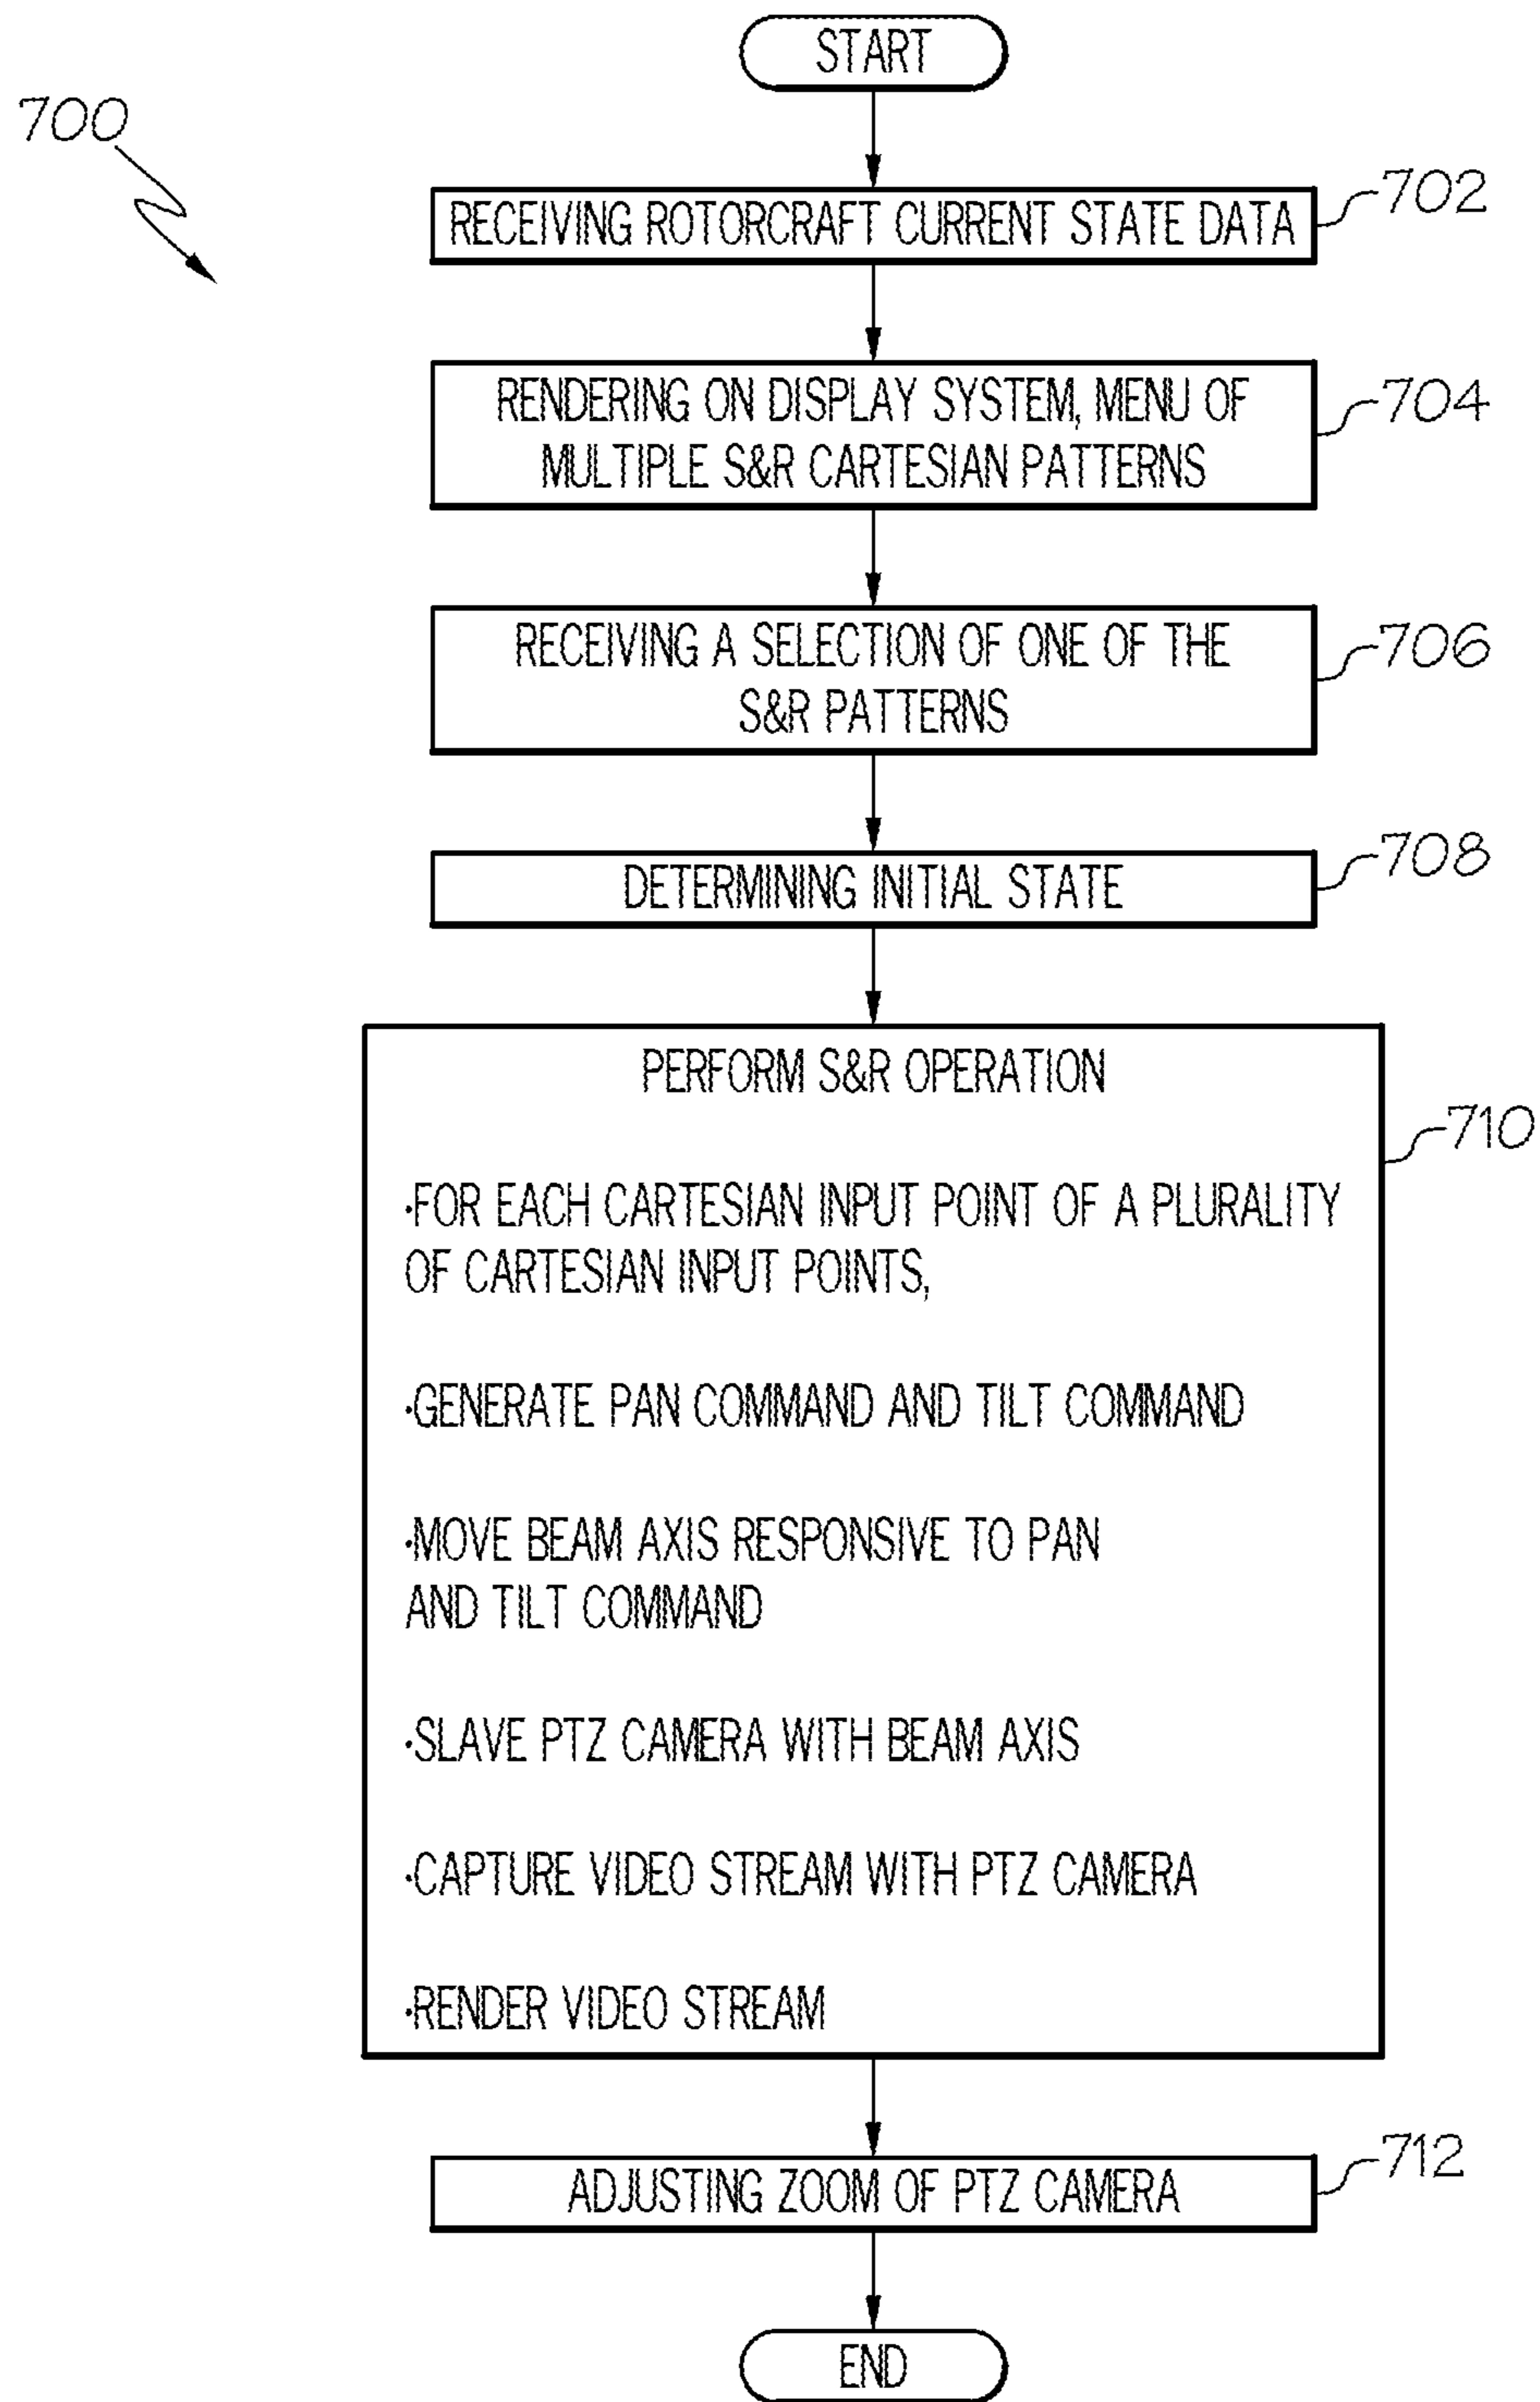 START
700
RECEIVING ROTORCRAFT CURRENT STATE DATA
702
RENDERING ON DISPLAY SYSTEM, MENU OF
MULTIPLE S&R CARTESIAN PATTERNS
704
RECEIVING A SELECTION OF ONE OF THE
S&R PATTERNS
706
DETERMINING INITIAL STATE
708
PERFORM S&R OPERATION
710
·FOR EACH CARTESIAN INPUT POINT OF A PLURALITY
OF CARTESIAN INPUT POINTS,
·GENERATE PAN COMMAND AND TILT COMMAND
·MOVE BEAM AXIS RESPONSIVE TO PAN
AND TILT COMMAND
·SLAVE PTZ CAMERA WITH BEAM AXIS
·CAPTURE VIDEO STREAM WITH PTZ CAMERA
·RENDER VIDEO STREAM
ADJUSTING ZOOM OF PTZ CAMERA
712
END